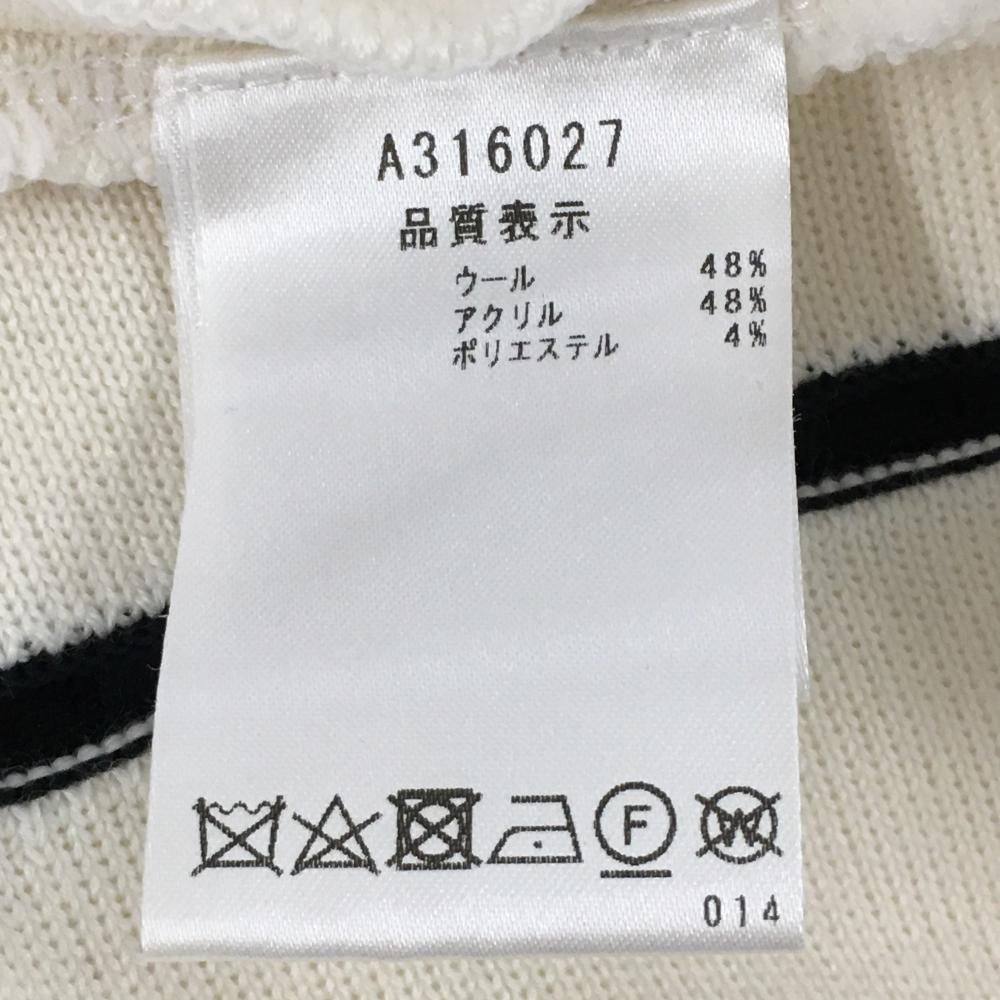 A316027
品質表示
ウール 48%
アクリル 48%
ポリエステル 4%
F W
014